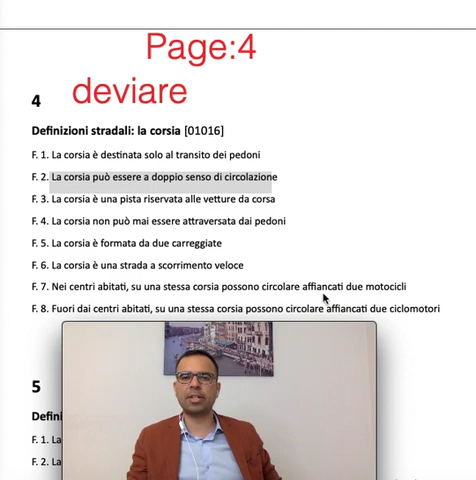 Page:4
4
deviare
Definizioni stradali: la corsia [01016]
F. 1. La corsia è destinata solo al transito dei pedoni
F. 2. La corsia può essere a doppio senso di circolazione
F. 3. La corsia è una pista riservata alle vetture da corsa
F. 4. La corsia non può mai essere attraversata dai pedoni
F. 5. La corsia è formata da due carreggiate
F. 6. La corsia è una strada a scorrimento veloce
F. 7. Nei centri abitati, su una stessa corsia possono circolare affiancati due motocicli
F. 8. Fuori dai centri abitati, su una stessa corsia possono circolare affiancati due ciclomotori
5
Defini
F. 1. La
F. 2. La